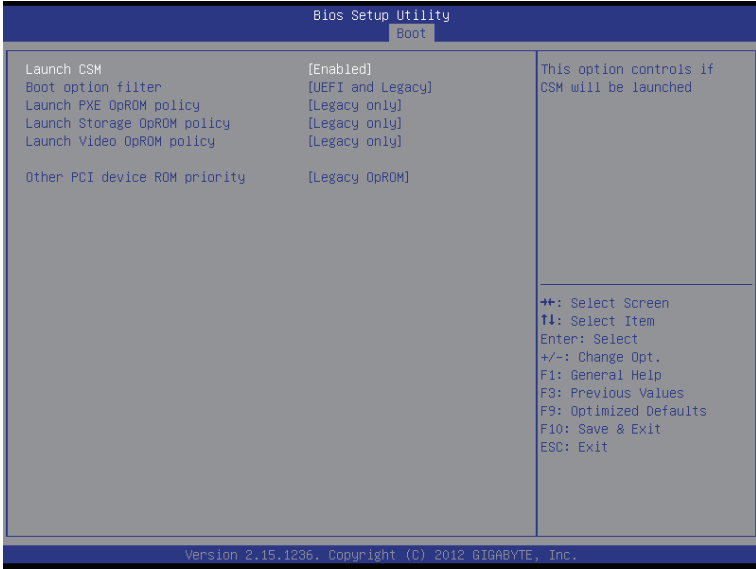 Bios Setup Utility
Boot
Launch CSM [Enabled]
Boot option filter [UEFI and Legacy]
Launch PXE OpROM policy [Legacy only]
Launch Storage OpROM policy [Legacy only]
Launch Video OpROM policy [Legacy only]
Other PCI device ROM priority [Legacy OpROM]
This option controls if
CSM will be launched
→←: Select Screen
↑↓: Select Item
Enter: Select
+/-: Change Opt.
F1: General Help
F3: Previous Values
F9: Optimized Defaults
F10: Save & Exit
ESC: Exit
Version 2.15.1236. Copyright (C) 2012 GIGABYTE, Inc.